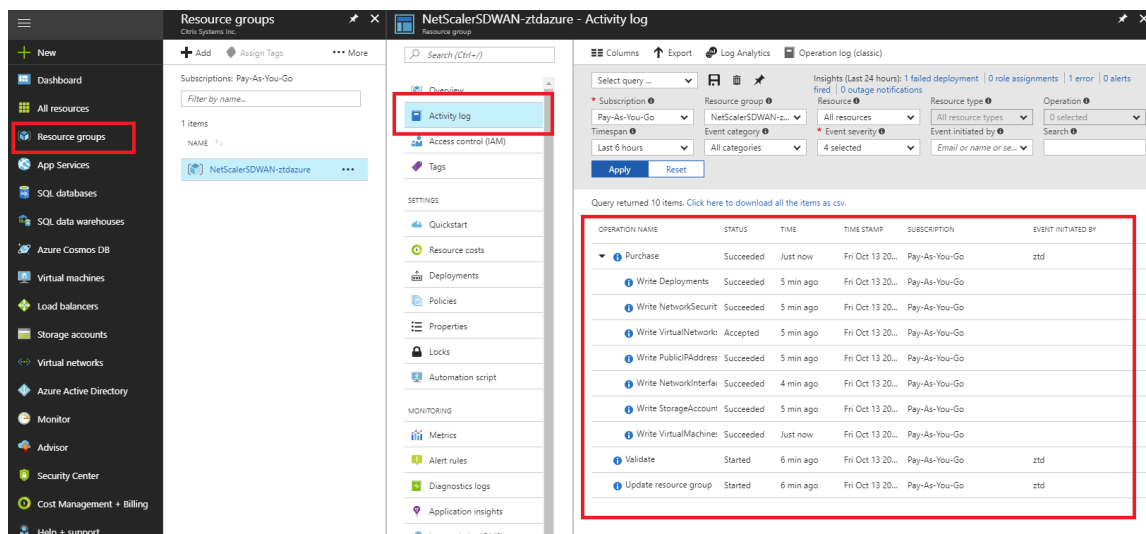 New
Dashboard
All resources
Resource groups
App Services
SQL databases
SQL data warehouses
Azure Cosmos DB
Virtual machines
Load balancers
Storage accounts
Virtual networks
Azure Active Directory
Monitor
Advisor
Security Center
Cost Management + Billing
Help + support
Resource groups
Citrix Systems Inc.
Add Assign Tags ••• More
Subscriptions: Pay-As-You-Go
Filter by name...
1 items
NAME
NetScalerSDWAN-ztdazure •••
NetScalerSDWAN-ztdazure - Activity log
Resource group
Search (Ctrl+/)
Overview
Activity log
Access control (IAM)
Tags
SETTINGS
Quickstart
Resource costs
Deployments
Policies
Properties
Locks
Automation script
MONITORING
Metrics
Alert rules
Diagnostics logs
Application insights
Columns Export Log Analytics Operation log (classic)
Select query ...
Insights (Last 24 hours): 1 failed deployment | 0 role assignments | 1 error | 0 alerts
fired | 0 outage notifications
* Subscription Resource group Resource Resource type Operation
Pay-As-You-Go NetScalerSDWAN-z... All resources All resource types 0 selected
Timespan Event category * Event severity Event initiated by Search
Last 6 hours All categories 4 selected Email or name or se...
Apply Reset
Query returned 10 items. Click here to download all the items as csv.
OPERATION NAME STATUS TIME TIME STAMP SUBSCRIPTION EVENT INITIATED BY
Purchase Succeeded Just now Fri Oct 13 20... Pay-As-You-Go ztd
Write Deployments Succeeded 5 min ago Fri Oct 13 20... Pay-As-You-Go
Write NetworkSecurit Succeeded 5 min ago Fri Oct 13 20... Pay-As-You-Go
Write VirtualNetworks Accepted 5 min ago Fri Oct 13 20... Pay-As-You-Go
Write PublicIPAddress Succeeded 5 min ago Fri Oct 13 20... Pay-As-You-Go
Write NetworkInterfa Succeeded 4 min ago Fri Oct 13 20... Pay-As-You-Go
Write StorageAccount Succeeded 5 min ago Fri Oct 13 20... Pay-As-You-Go
Write VirtualMachine Succeeded Just now Fri Oct 13 20... Pay-As-You-Go
Validate Started 6 min ago Fri Oct 13 20... Pay-As-You-Go ztd
Update resource group Started 6 min ago Fri Oct 13 20... Pay-As-You-Go ztd